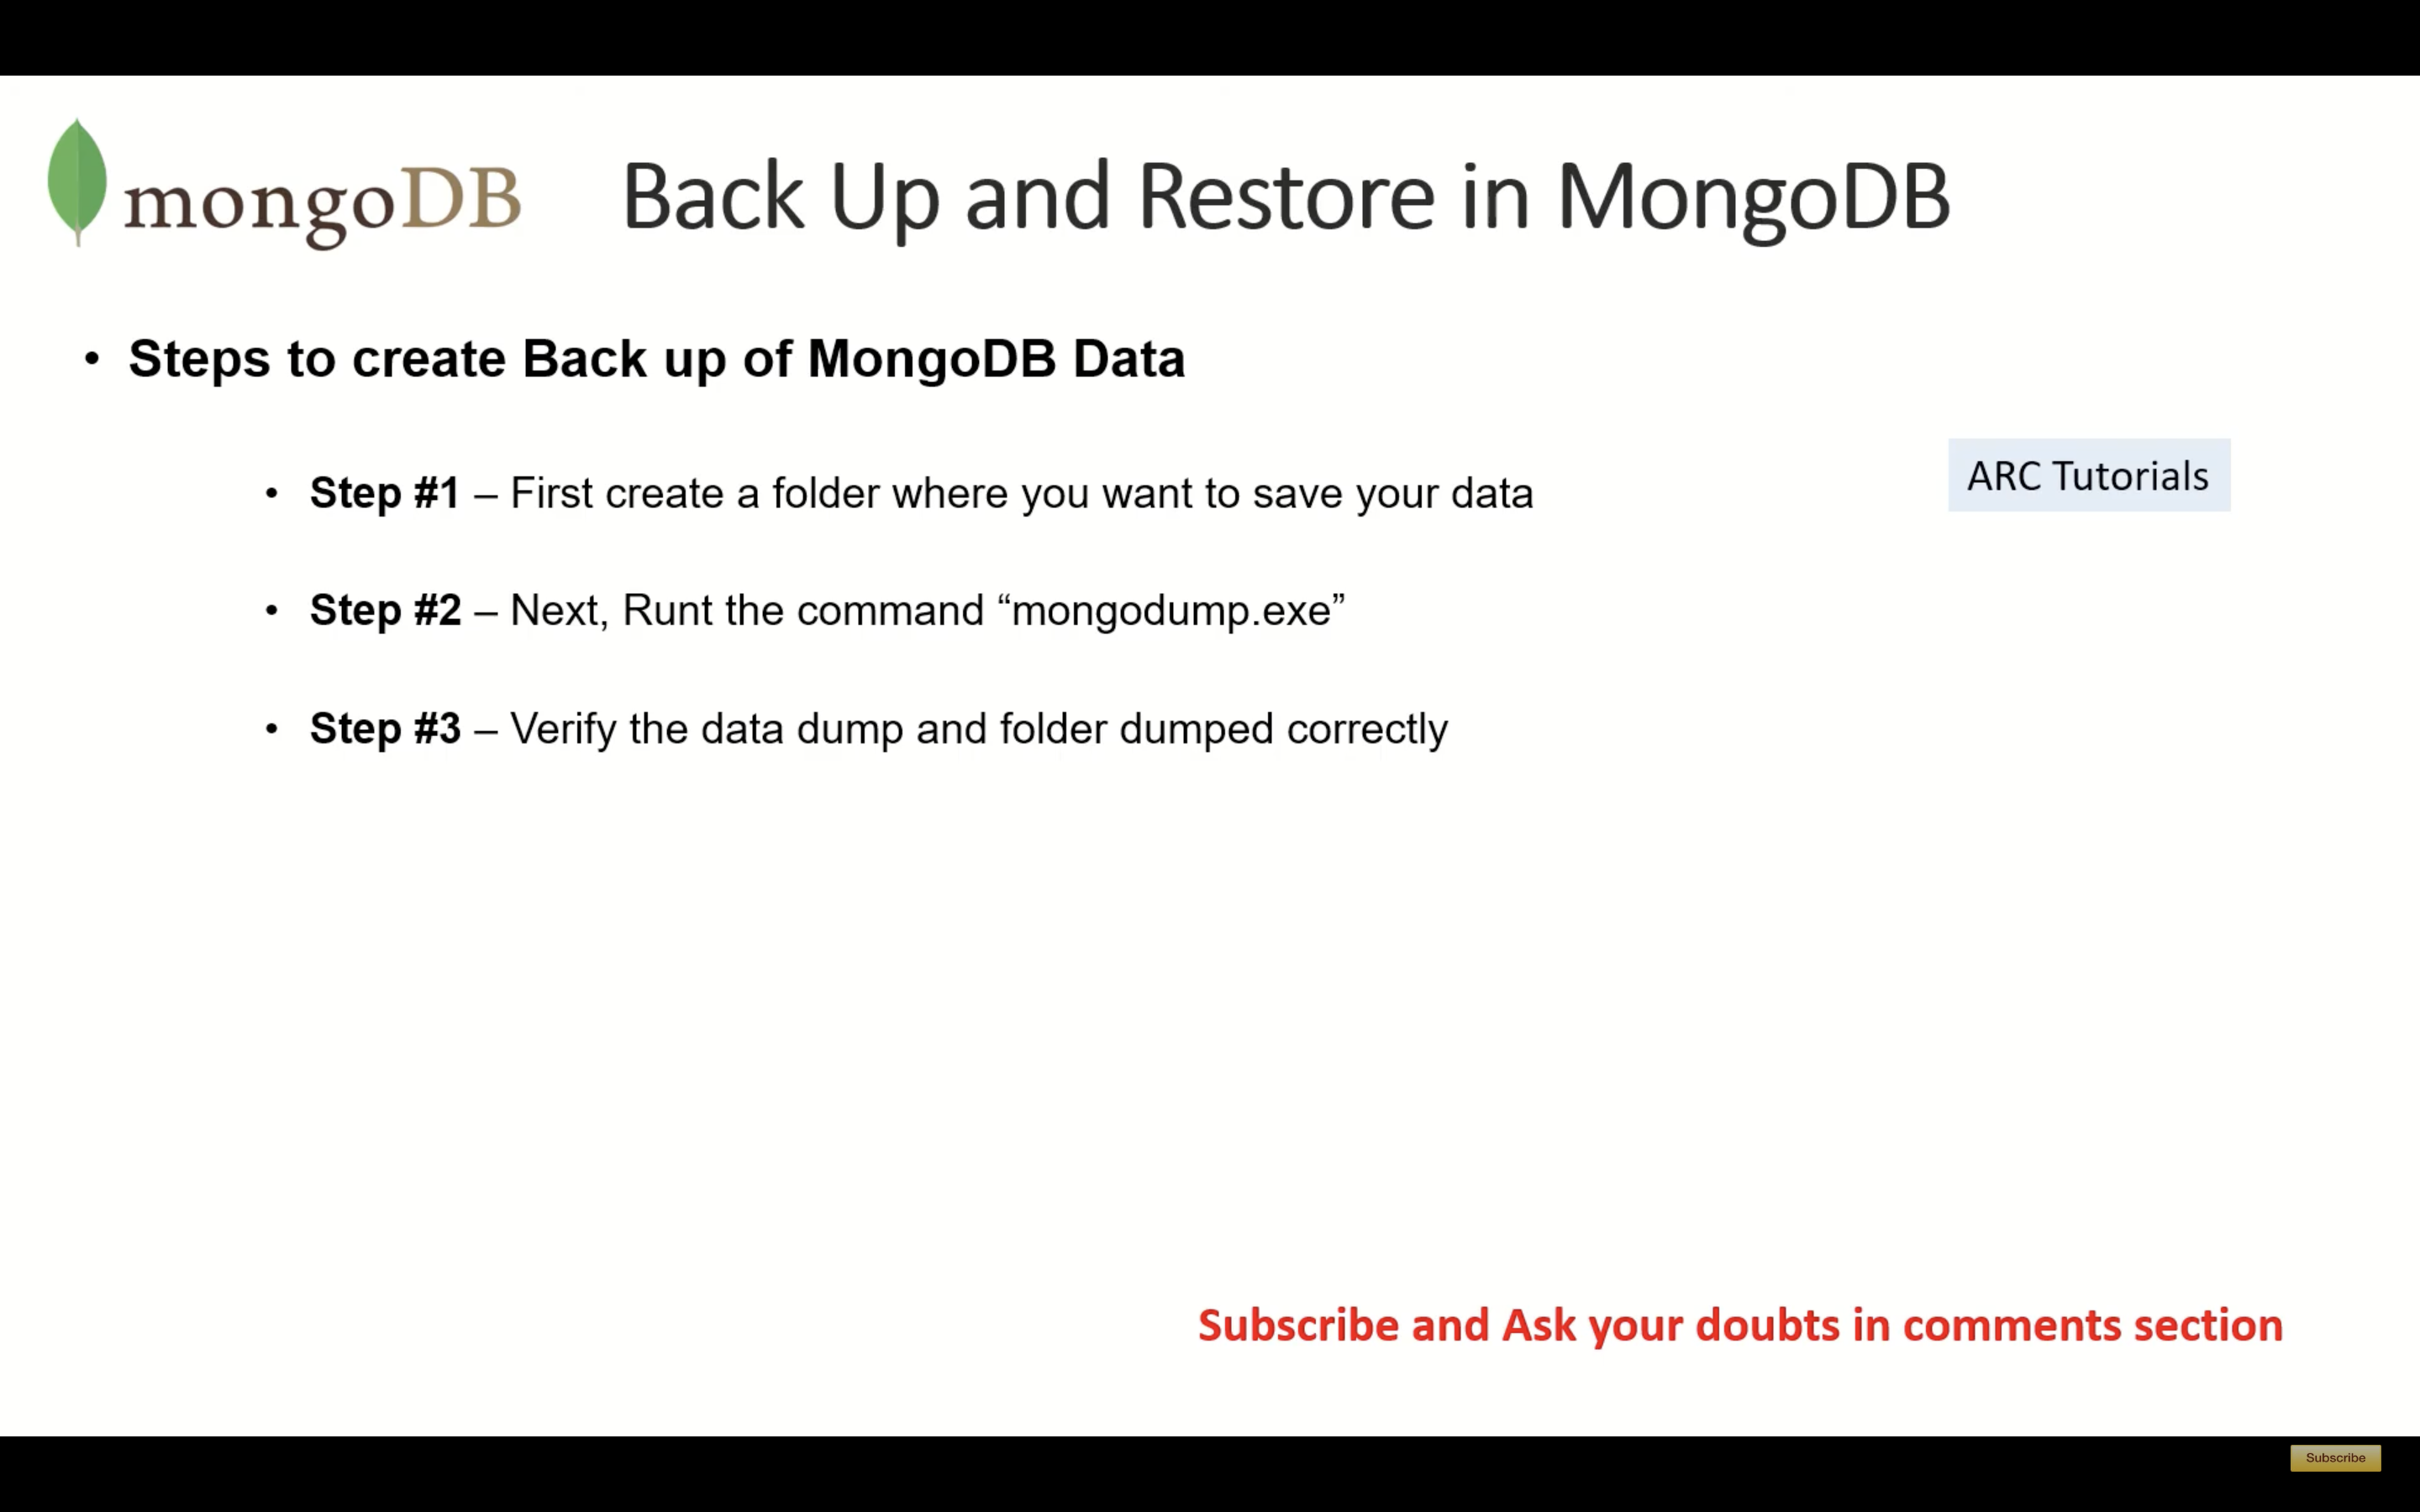 mongoDB
Back Up and Restore in MongoDB
• Steps to create Back up of MongoDB Data
• Step #1 – First create a folder where you want to save your data
ARC Tutorials
• Step #2 – Next, Runt the command “mongodump.exe”
• Step #3 – Verify the data dump and folder dumped correctly
Subscribe and Ask your doubts in comments section
Subscribe